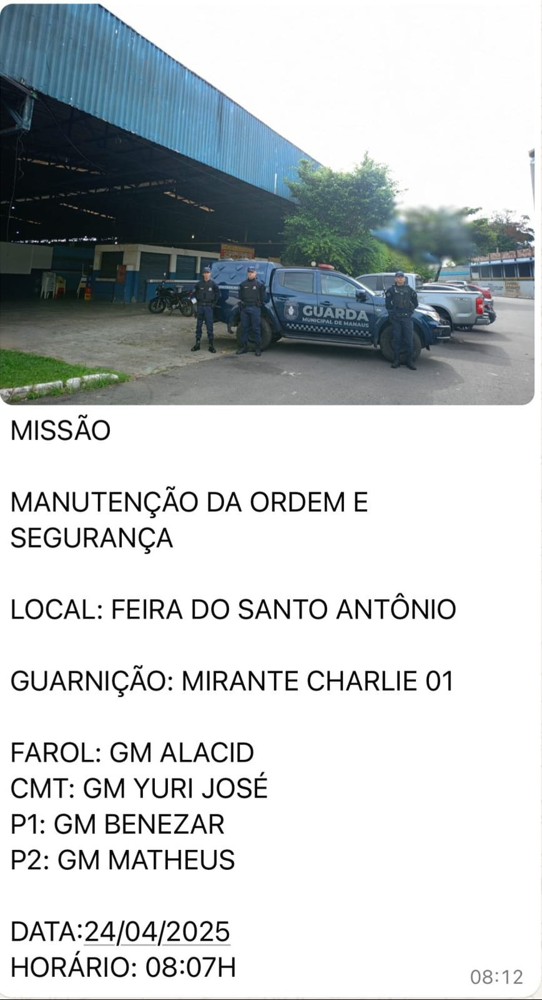 GUARDA
MUNICIPAL DE MANAUS
MISSÃO
MANUTENÇÃO DA ORDEM E
SEGURANÇA
LOCAL: FEIRA DO SANTO ANTÔNIO
GUARNIÇÃO: MIRANTE CHARLIE 01
FAROL: GM ALACID
CMT: GM YURI JOSÉ
P1: GM BENEZAR
P2: GM MATHEUS
DATA:24/04/2025
HORÁRIO: 08:07H
08:12